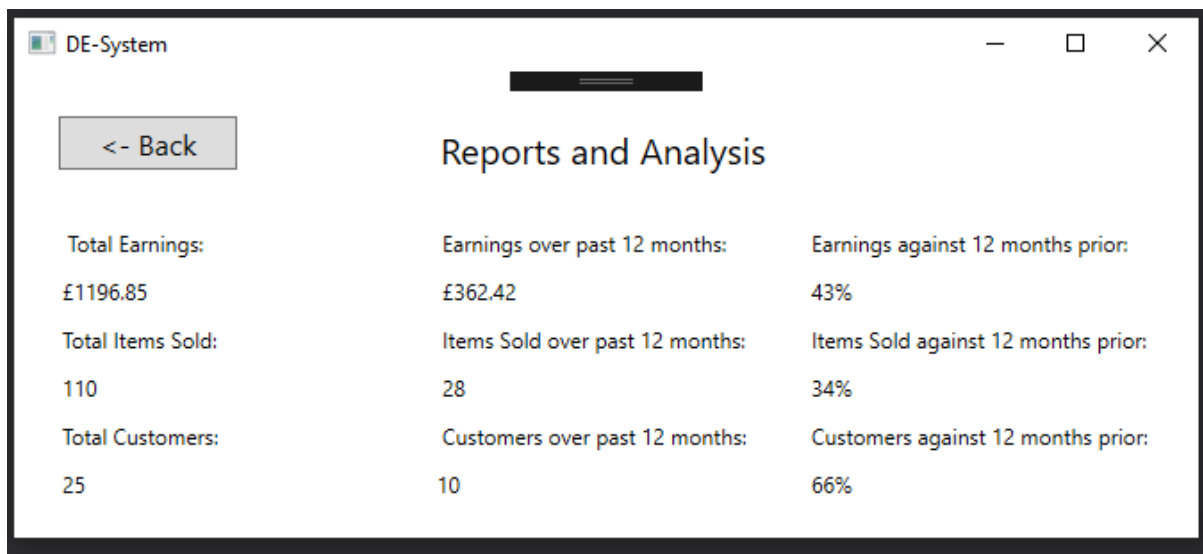 DE-System
<- Back
Reports and Analysis
Total Earnings:
Earnings over past 12 months:
Earnings against 12 months prior:
£1196.85
£362.42
43%
Total Items Sold:
Items Sold over past 12 months:
Items Sold against 12 months prior:
110
28
34%
Total Customers:
Customers over past 12 months:
Customers against 12 months prior:
25
10
66%